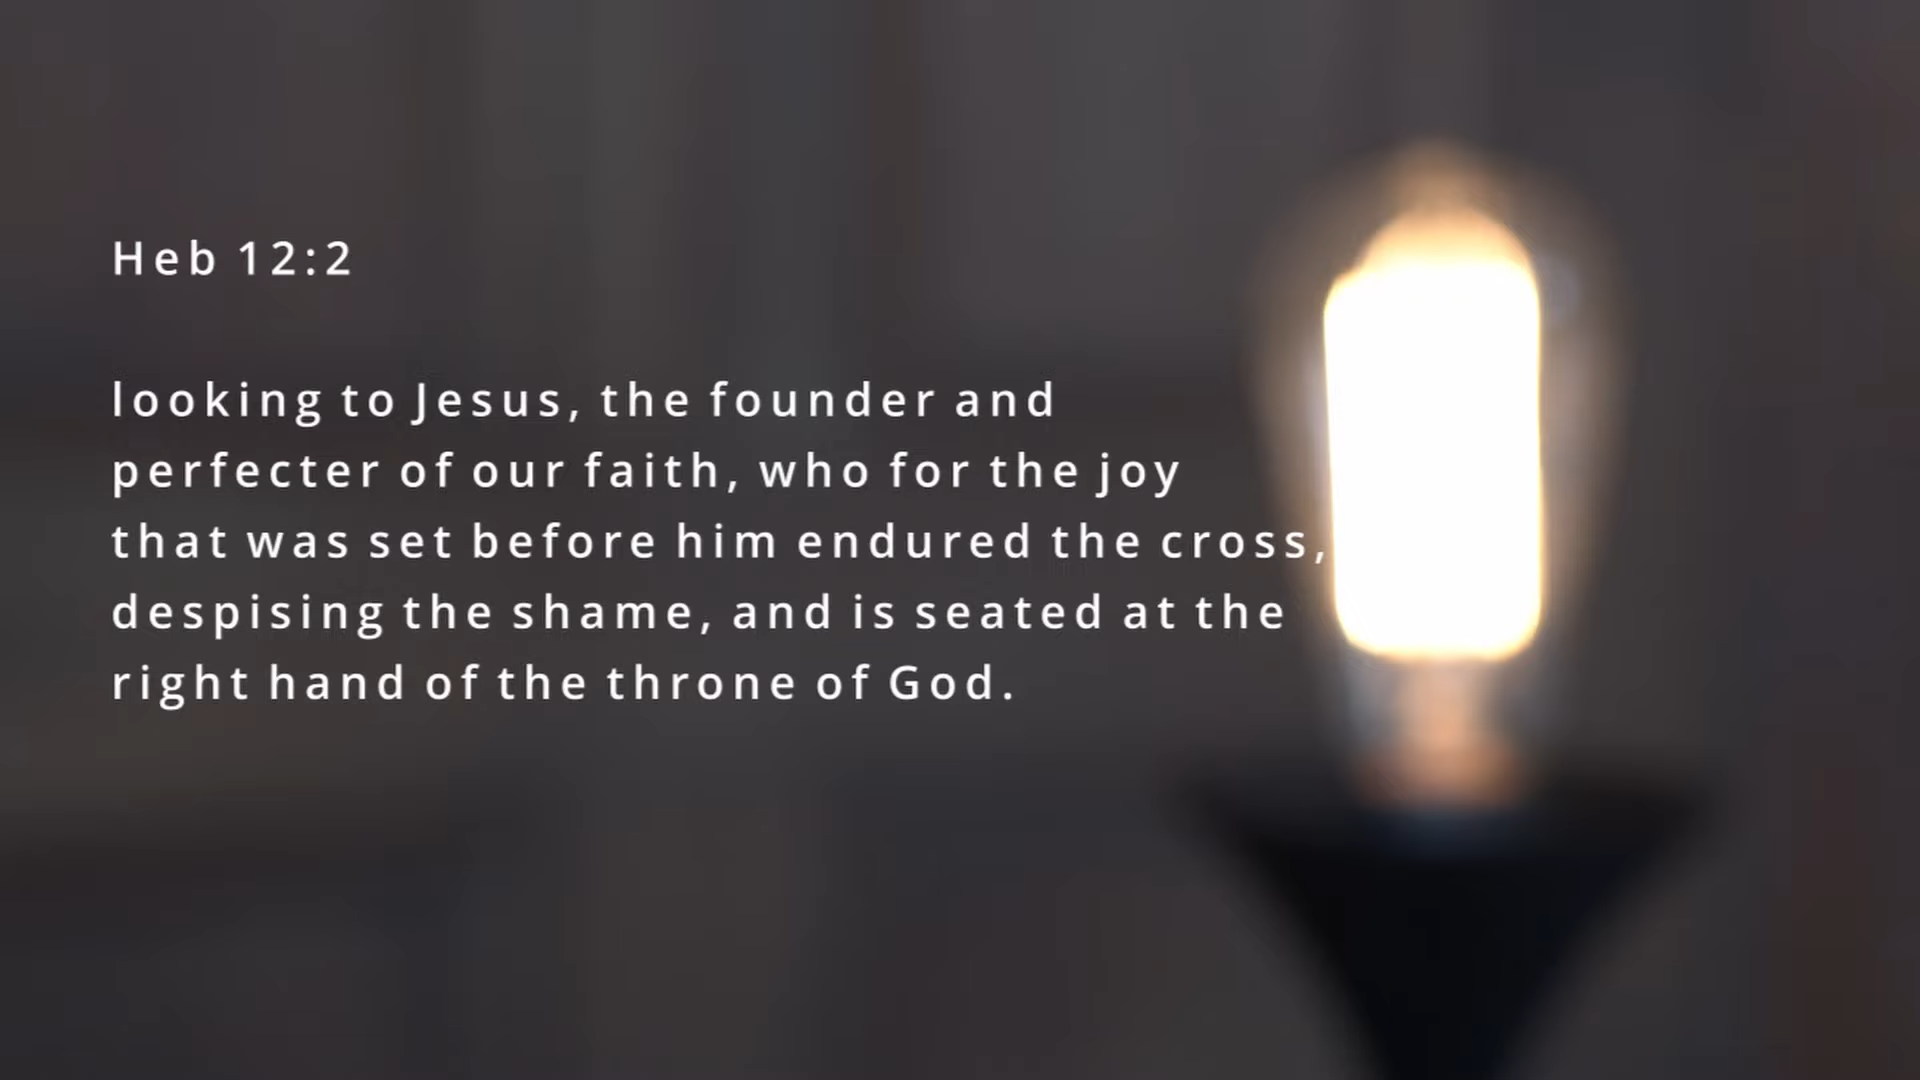 Heb 12:2
looking to Jesus, the founder and
perfecter of our faith, who for the joy
that was set before him endured the cross,
despising the shame, and is seated at the
right hand of the throne of God.